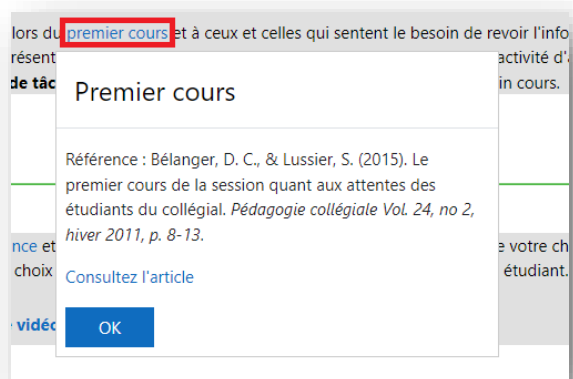 lors du premier cours et à ceux et celles qui sentent le besoin de revoir l'info
résent activité d'
de tâc in cours.
Premier cours
Référence : Bélanger, D. C., & Lussier, S. (2015). Le
premier cours de la session quant aux attentes des
étudiants du collégial. Pédagogie collégiale Vol. 24, no 2,
hiver 2011, p. 8-13.
nce et e votre ch
choix étudiant.
Consultez l'article
vidéo
OK